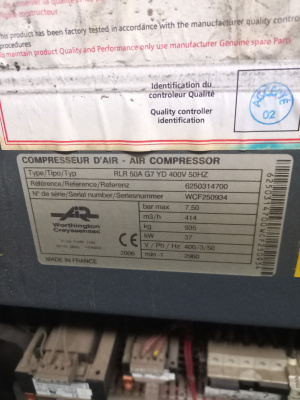 This product has been factory tested in accordance with the manufacturer quality contro
procedures
maintain product Quality and Performance only use manufacturer Genuine spare Parts
Identification du
controleur Qualité
Quality controller
identification
02
COMPRESSEUR D'AIR - AIR COMPRESSOR
Type/Tipo/Typ RLR 50A G7 YD 400V 50HZ
Référence/Reference/Referenz 6250314700
N° de série/Serial number/Seriesnummer WCF250934
bar max 7,50
m3/h 414
kg 905
kW 37
V / Ph / Hz 400/3/50
2006 min -1 2960
Worthington
Creyssensac
CE
MADE IN FRANCE